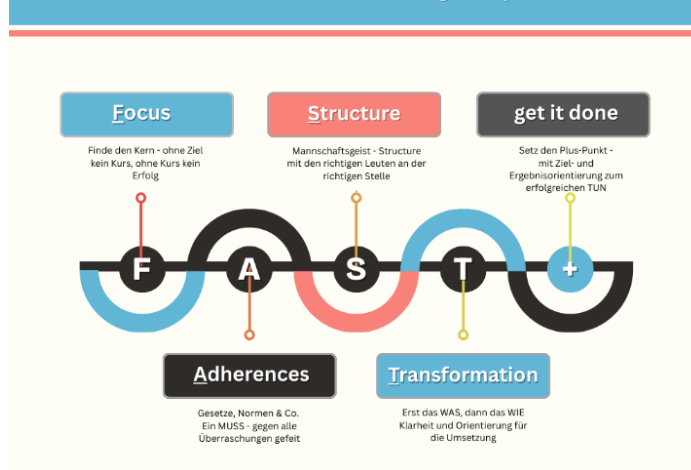 Focus
Finde den Kern - ohne Ziel
kein Kurs, ohne Kurs kein
Erfolg
Structure
Mannschaftsgeist - Structure
mit den richtigen Leuten an der
richtigen Stelle
get it done
Setz den Plus-Punkt -
mit Ziel- und
Ergebnisorientierung zum
erfolgreichen TUN
F A S T +
Adherences
Gesetze, Normen & Co.
Ein MUSS - gegen alle
Überraschungen gefeit
Transformation
Erst das WAS, dann das WIE
Klarheit und Orientierung für
die Umsetzung